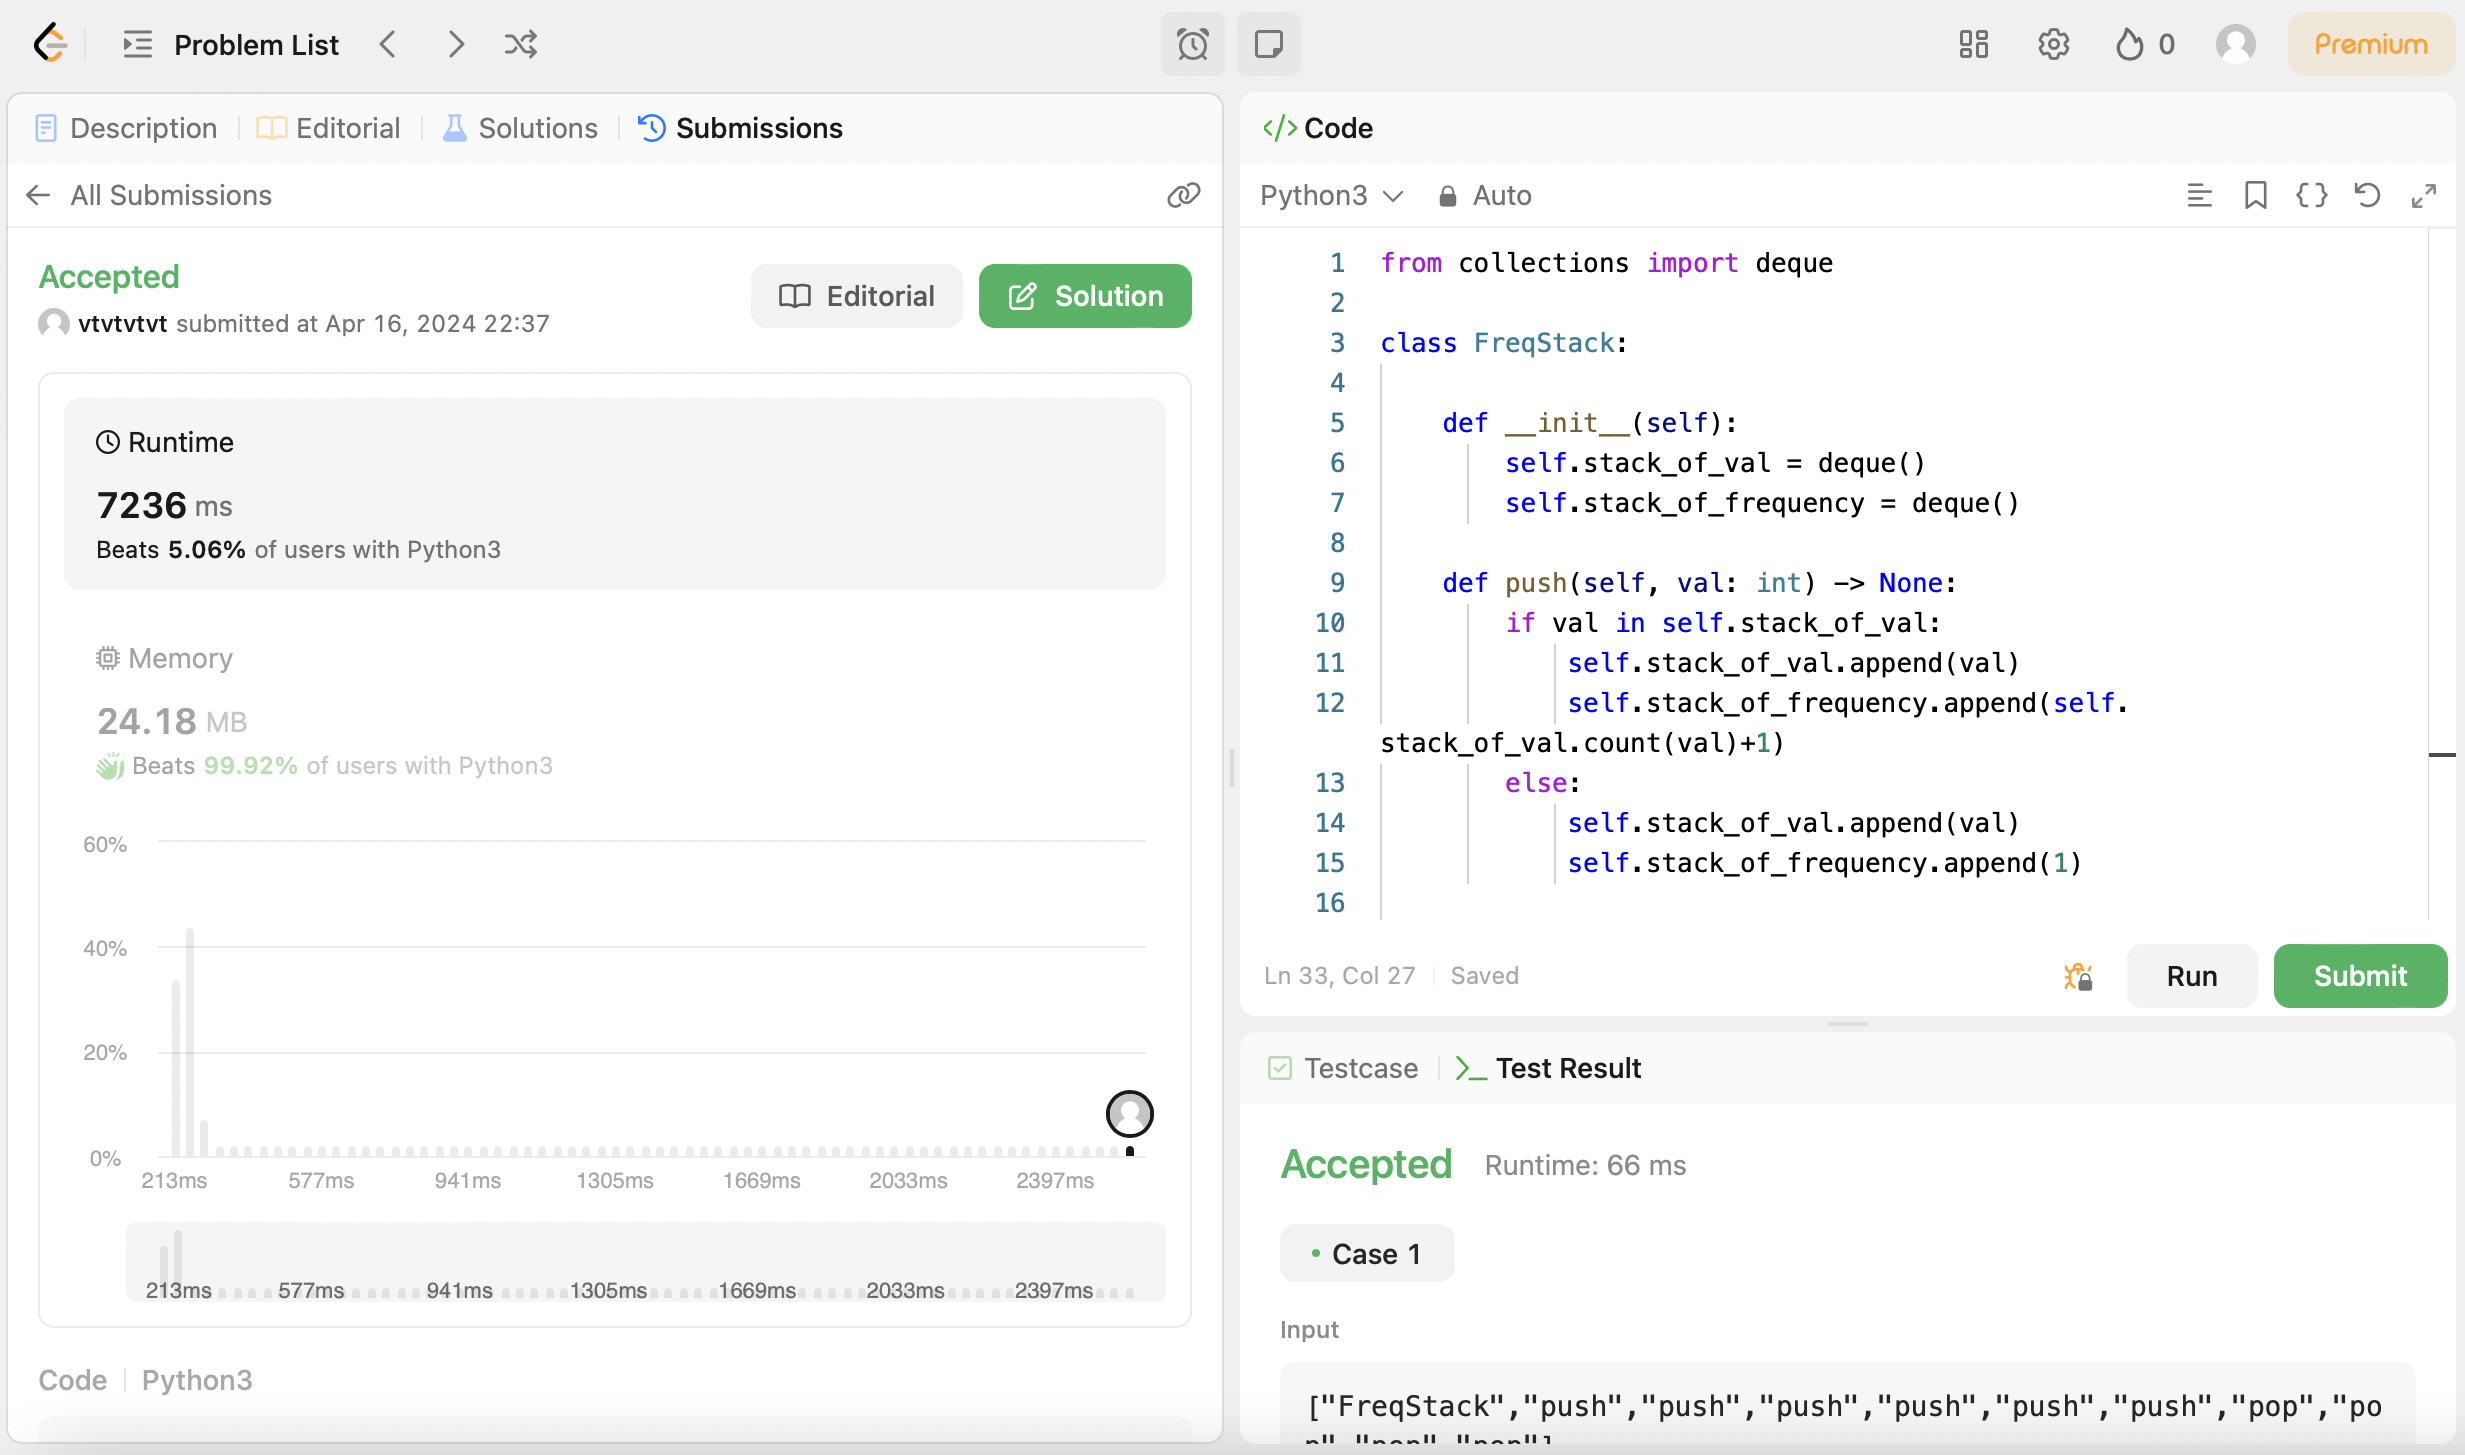 Problem List
0
Premium
Description
Editorial
Solutions
Submissions
All Submissions
Accepted
vtvtvtvt submitted at Apr 16, 2024 22:37
Editorial
Solution
Runtime
7236 ms
Beats 5.06% of users with Python3
Memory
24.18 MB
Beats 99.92% of users with Python3
60%
40%
20%
0%
213ms 577ms 941ms 1305ms 1669ms 2033ms 2397ms
213ms 577ms 941ms 1305ms 1669ms 2033ms 2397ms
Code Python3
</> Code
Python3 Auto
1 from collections import deque
2
3 class FreqStack:
4
5 def __init__(self):
6 self.stack_of_val = deque()
7 self.stack_of_frequency = deque()
8
9 def push(self, val: int) -> None:
10 if val in self.stack_of_val:
11 self.stack_of_val.append(val)
12 self.stack_of_frequency.append(self.
stack_of_val.count(val)+1)
13 else:
14 self.stack_of_val.append(val)
15 self.stack_of_frequency.append(1)
16
Ln 33, Col 27 Saved
Run
Submit
Testcase
Test Result
Accepted Runtime: 66 ms
Case 1
Input
["FreqStack","push","push","push","push","push","push","pop","po
p","pop","pop"]